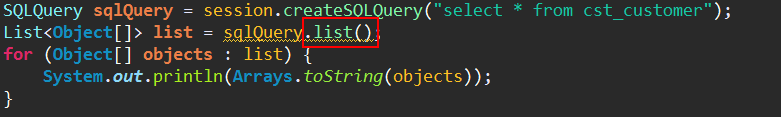 SQLQuery sqlQuery = session.createSQLQuery("select * from cst_customer");
List<Object[]> list = sqlQuery.list();
for (Object[] objects : list) {
System.out.println(Arrays.toString(objects));
}